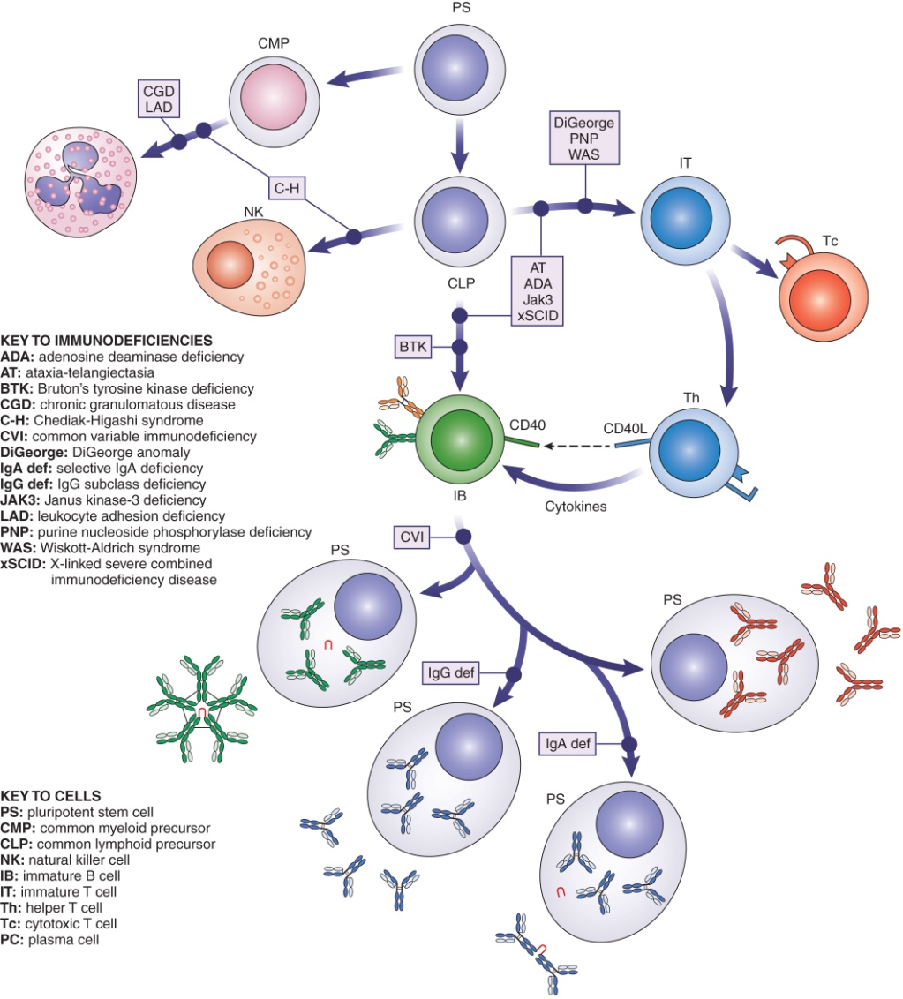 PS
CMP
CGD
LAD
DiGeorge
PNP
WAS
IT
C-H
NK
Tc
CLP
AT
ADA
Jak3
xSCID
BTK
KEY TO IMMUNODEFICIENCIES
ADA: adenosine deaminase deficiency
AT: ataxia-telangiectasia
BTK: Bruton's tyrosine kinase deficiency
CGD: chronic granulomatous disease
C-H: Chediak-Higashi syndrome
CVI: common variable immunodeficiency
DiGeorge: DiGeorge anomaly
IgA def: selective IgA deficiency
IgG def: IgG subclass deficiency
JAK3: Janus kinase-3 deficiency
LAD: leukocyte adhesion deficiency
PNP: purine nucleoside phosphorylase deficiency
WAS: Wiskott-Aldrich syndrome
xSCID: X-linked severe combined
immunodeficiency disease
Th
CD40
CD40L
IB
Cytokines
CVI
PS
PS
IgG def
PS
IgA def
PS
KEY TO CELLS
PS: pluripotent stem cell
CMP: common myeloid precursor
CLP: common lymphoid precursor
NK: natural killer cell
IB: immature B cell
IT: immature T cell
Th: helper T cell
Tc: cytotoxic T cell
PC: plasma cell